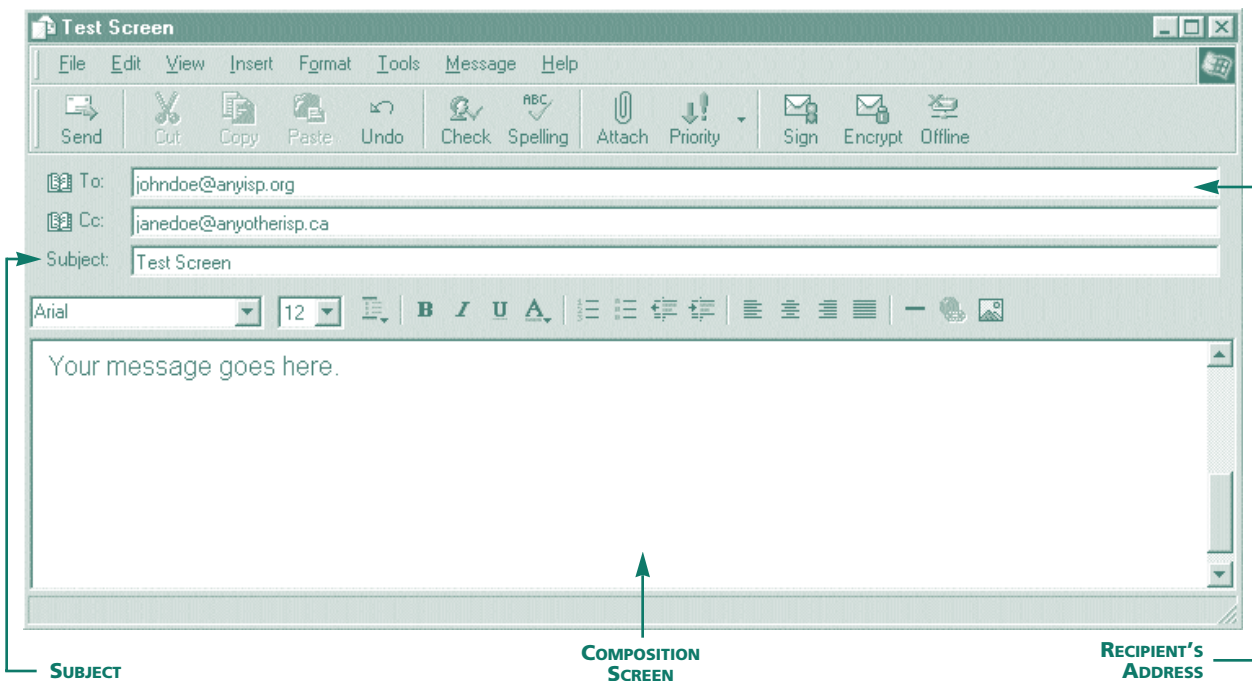 Test Screen
File Edit View Insert Format Tools Message Help
ABC
Send Cut Copy Paste Undo Check Spelling Attach Priority Sign Encrypt Offline
To: johndoe@anyisp.org
Cc: janedoe@anyotherisp.ca
Subject: Test Screen
Arial 12 B I U A
Your message goes here.
SUBJECT
COMPOSITION
SCREEN
RECIPIENT'S
ADDRESS